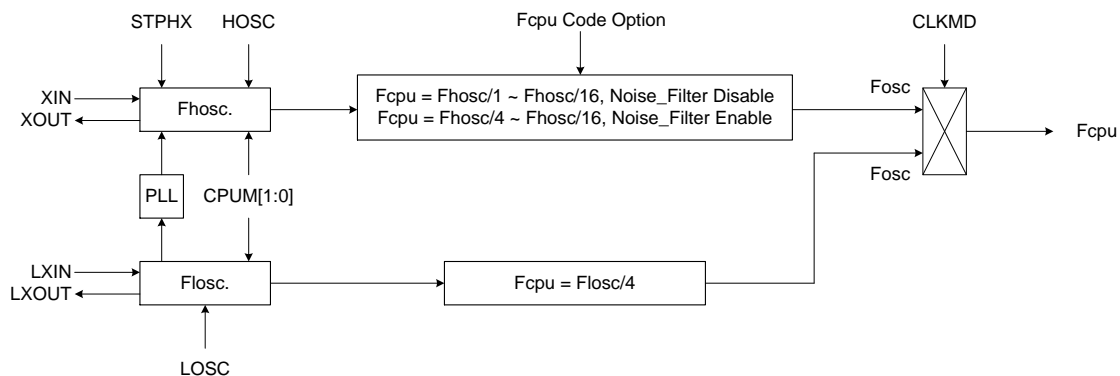 STPHX
HOSC
Fcpu Code Option
CLKMD
XIN
XOUT
Fhosc.
Fcpu = Fhosc/1 ~ Fhosc/16, Noise_Filter Disable
Fcpu = Fhosc/4 ~ Fhosc/16, Noise_Filter Enable
Fosc
Fosc
Fcpu
PLL
CPUM[1:0]
LXIN
LXOUT
Flosc.
Fcpu = Flosc/4
LOSC